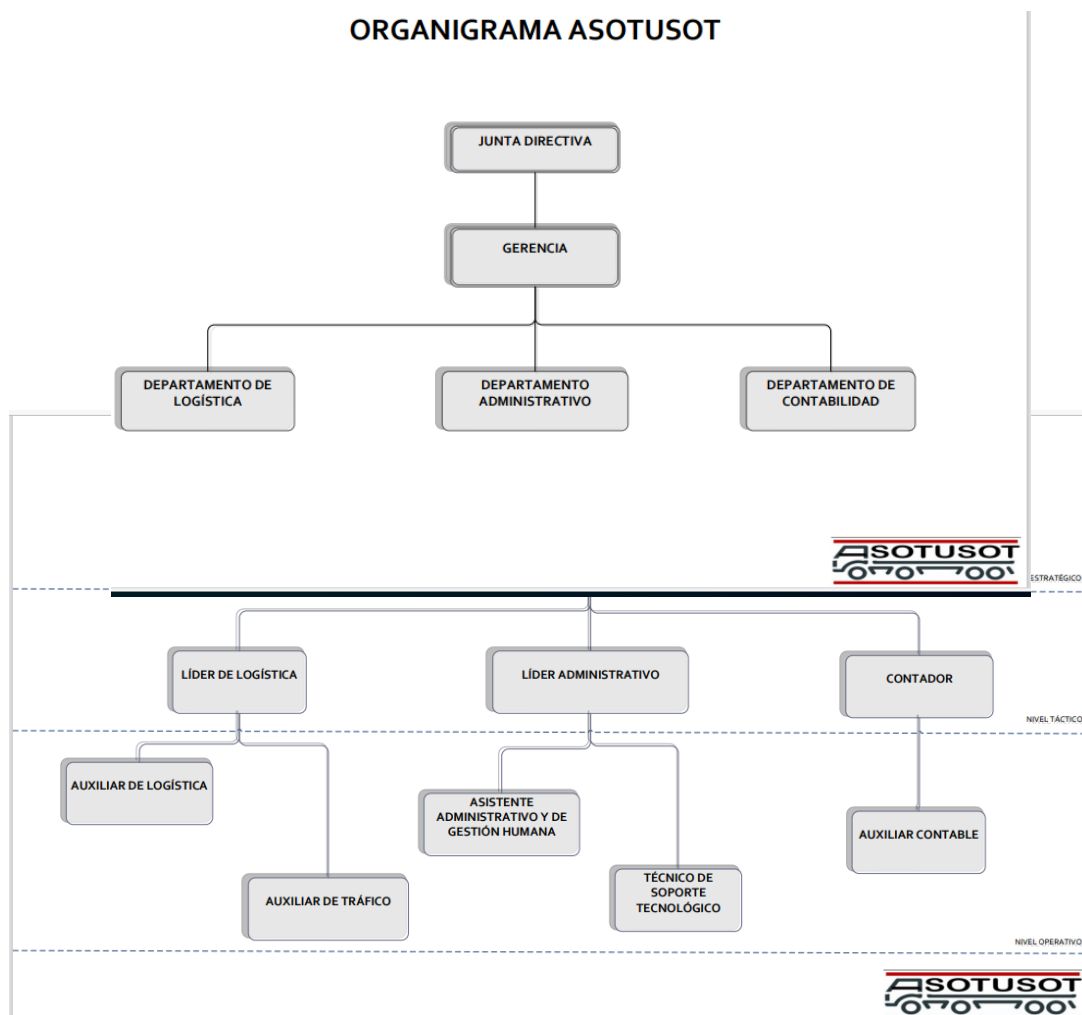 ORGANIGRAMA ASOTUSOT
JUNTA DIRECTIVA
GERENCIA
DEPARTAMENTO DE
LOGÍSTICA
DEPARTAMENTO
ADMINISTRATIVO
DEPARTAMENTO DE
CONTABILIDAD
ASOTUSOT
ESTRATÉGICO
LÍDER DE LOGÍSTICA
LÍDER ADMINISTRATIVO
CONTADOR
NIVEL TÁCTICO
AUXILIAR DE LOGÍSTICA
ASISTENTE
ADMINISTRATIVO Y DE
GESTIÓN HUMANA
AUXILIAR CONTABLE
AUXILIAR DE TRÁFICO
TÉCNICO DE
SOPORTE
TECNOLÓGICO
NIVEL OPERATIVO
ASOTUSOT